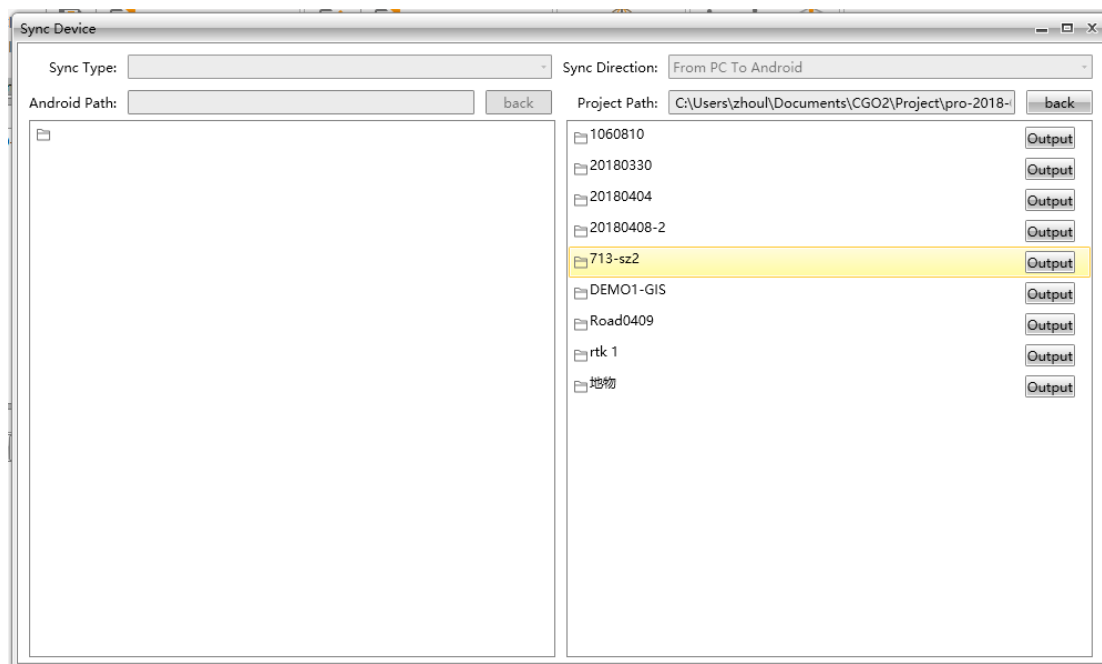 Sync Device
Sync Type: Sync Direction: From PC To Android
Android Path: back Project Path: C:\Users\zhoul\Documents\CGO2\Project\pro-2018- back
1060810 Output
20180330 Output
20180404 Output
20180408-2 Output
713-sz2 Output
DEMO1-GIS Output
Road0409 Output
rtk 1 Output
地物 Output